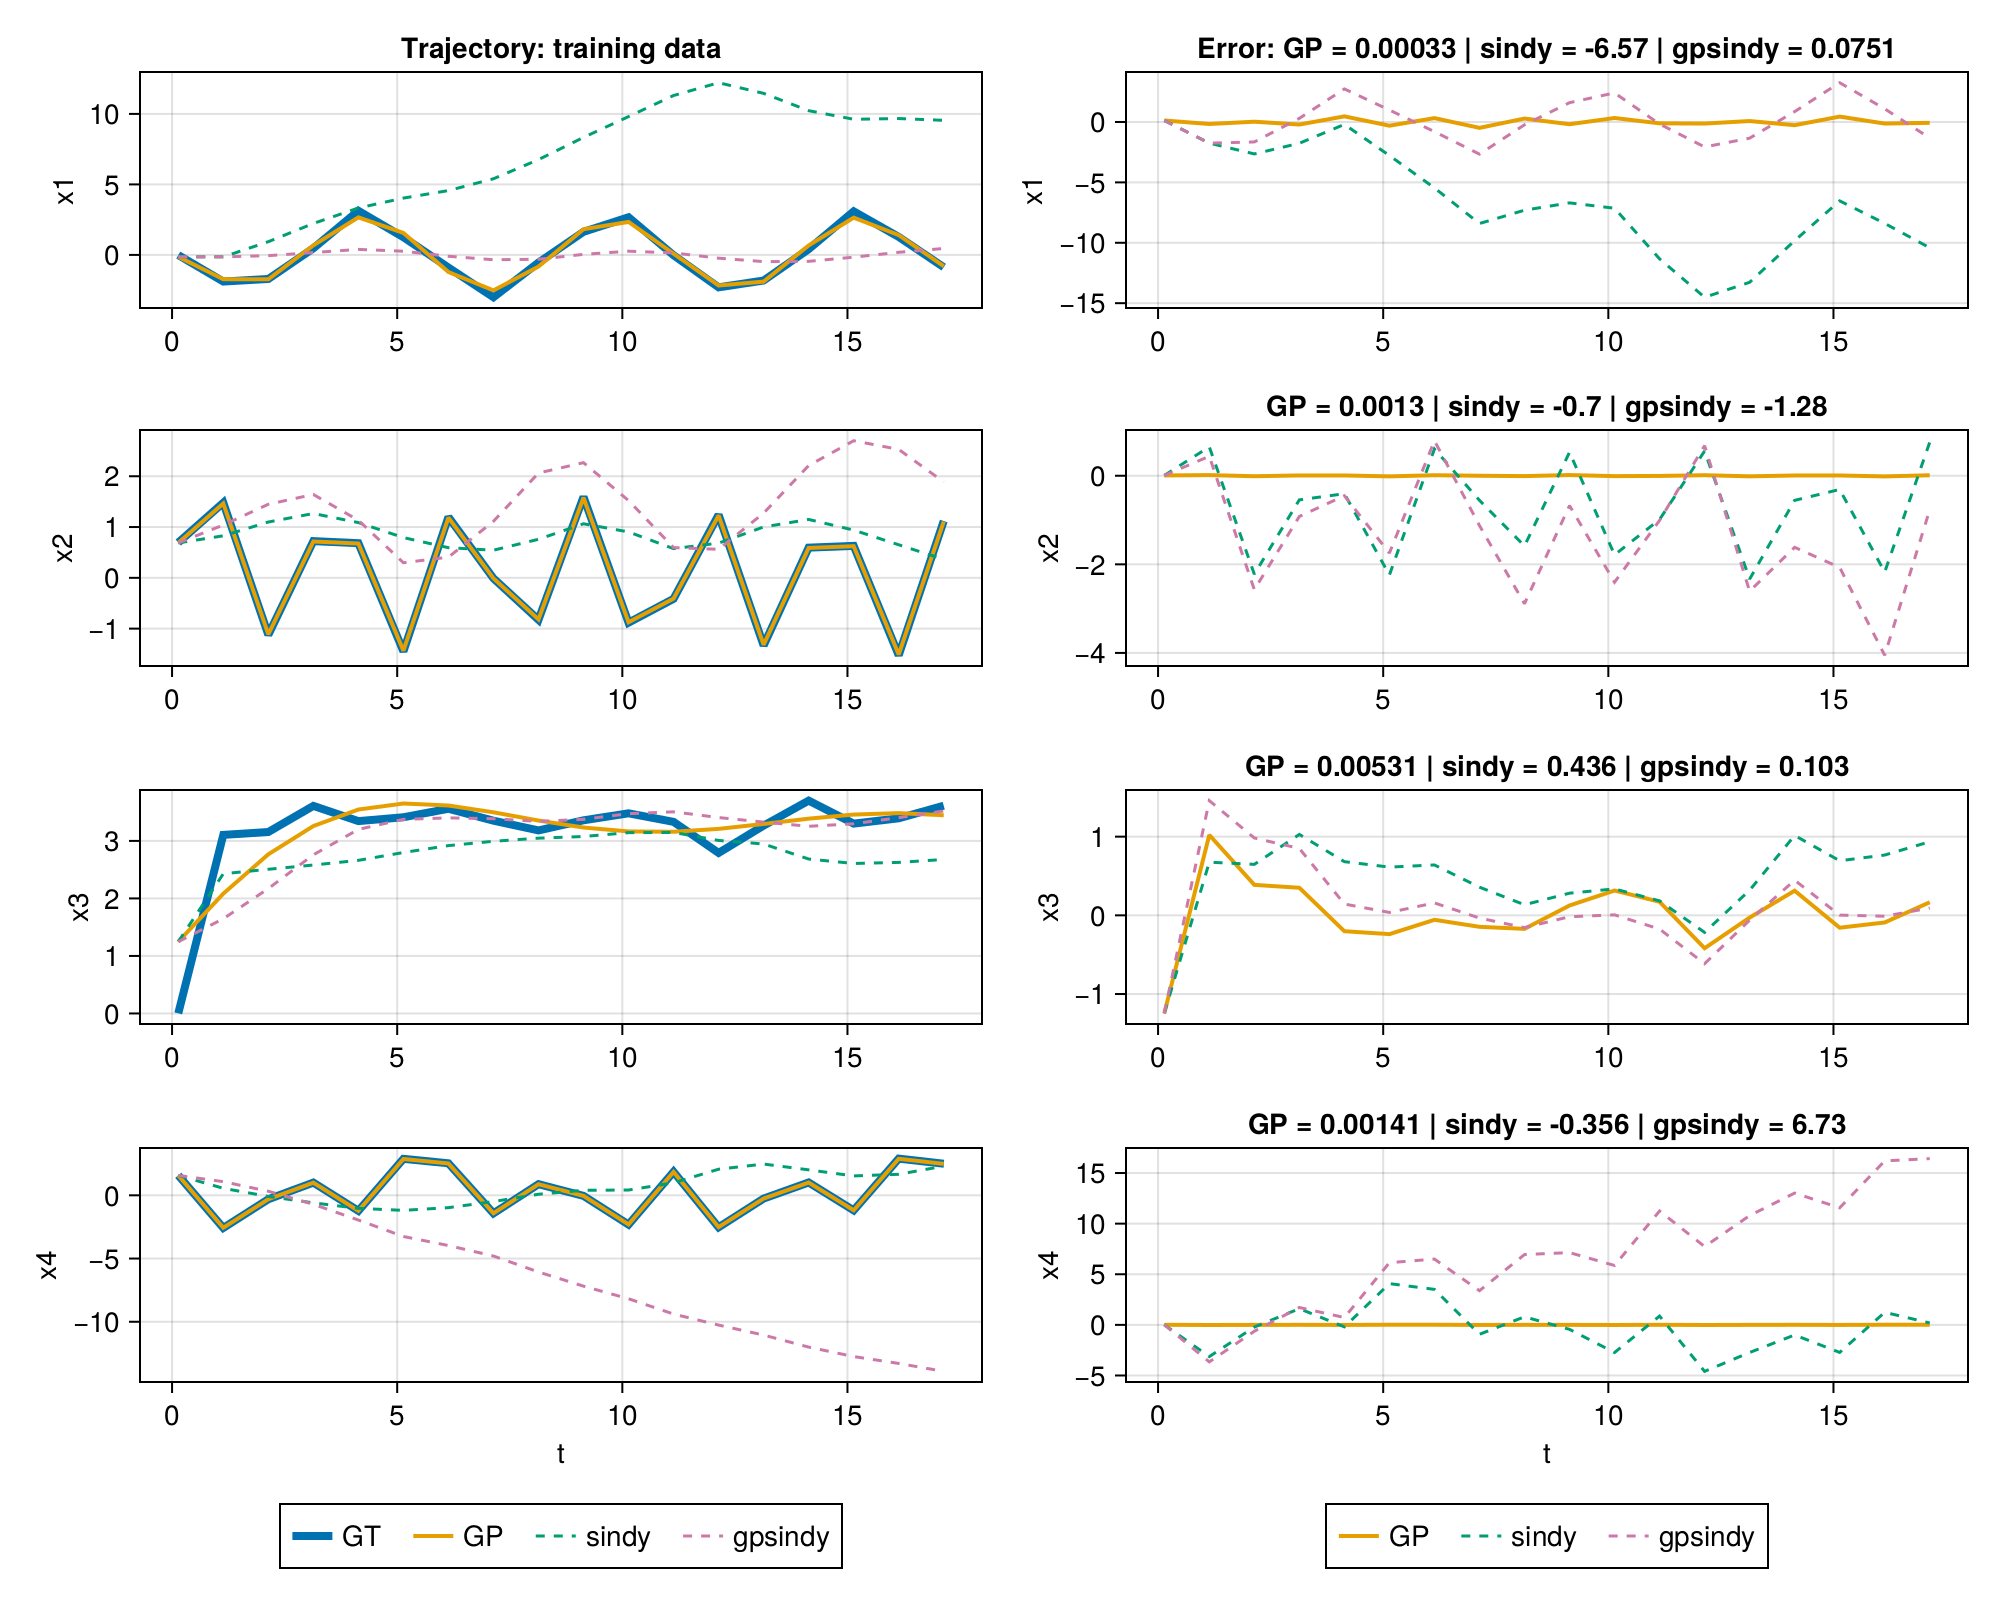 Trajectory: training data
x1
10
5
0
0 5 10 15
Error: GP = 0.00033 | sindy = -6.57 | gpsindy = 0.0751
x1
0
−5
−10
−15
0 5 10 15
x2
2
1
0
−1
0 5 10 15
GP = 0.0013 | sindy = -0.7 | gpsindy = -1.28
x2
0
−2
−4
0 5 10 15
x3
3
2
1
0
0 5 10 15
GP = 0.00531 | sindy = 0.436 | gpsindy = 0.103
x3
1
0
−1
0 5 10 15
x4
0
−5
−10
0 5 10 15
t
GP = 0.00141 | sindy = -0.356 | gpsindy = 6.73
x4
15
10
5
0
−5
0 5 10 15
t
GT GP sindy gpsindy
GP sindy gpsindy